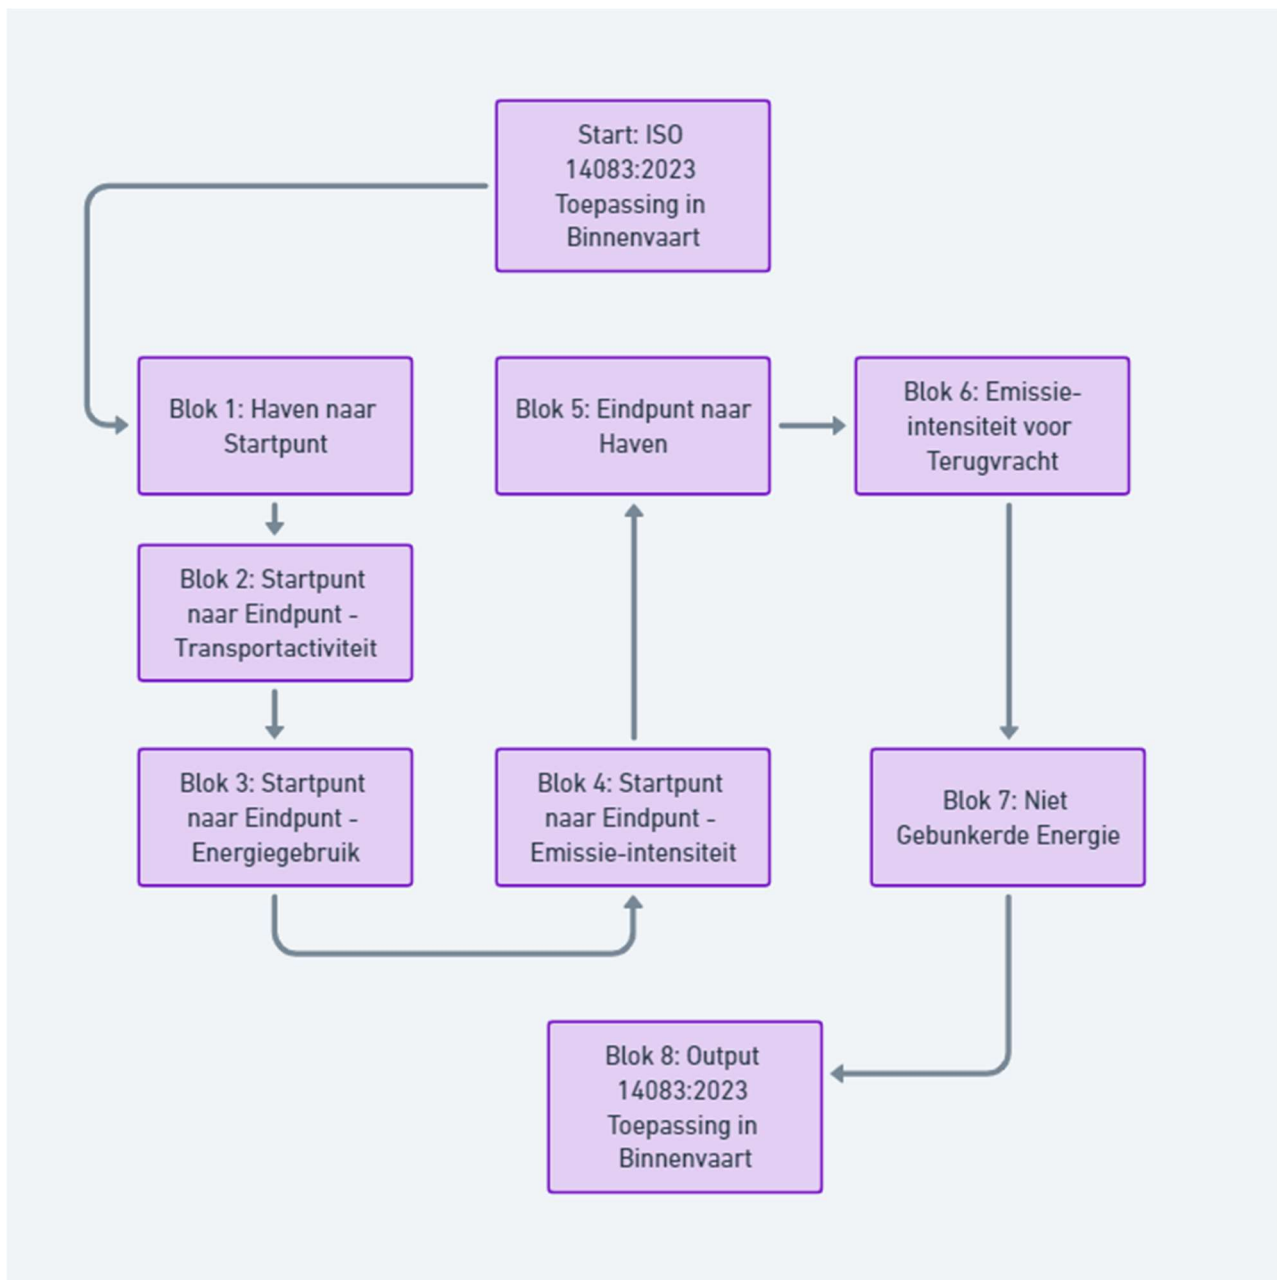 Start: ISO
14083:2023
Toepassing in
Binnenvaart
Blok 1: Haven naar
Startpunt
Blok 2: Startpunt
naar Eindpunt -
Transportactiviteit
Blok 3: Startpunt
naar Eindpunt -
Energiegebruik
Blok 4: Startpunt
naar Eindpunt -
Emissie-intensiteit
Blok 5: Eindpunt naar
Haven
Blok 6: Emissie-
intensiteit voor
Terugvracht
Blok 7: Niet
Gebunkerde Energie
Blok 8: Output
14083:2023
Toepassing in
Binnenvaart